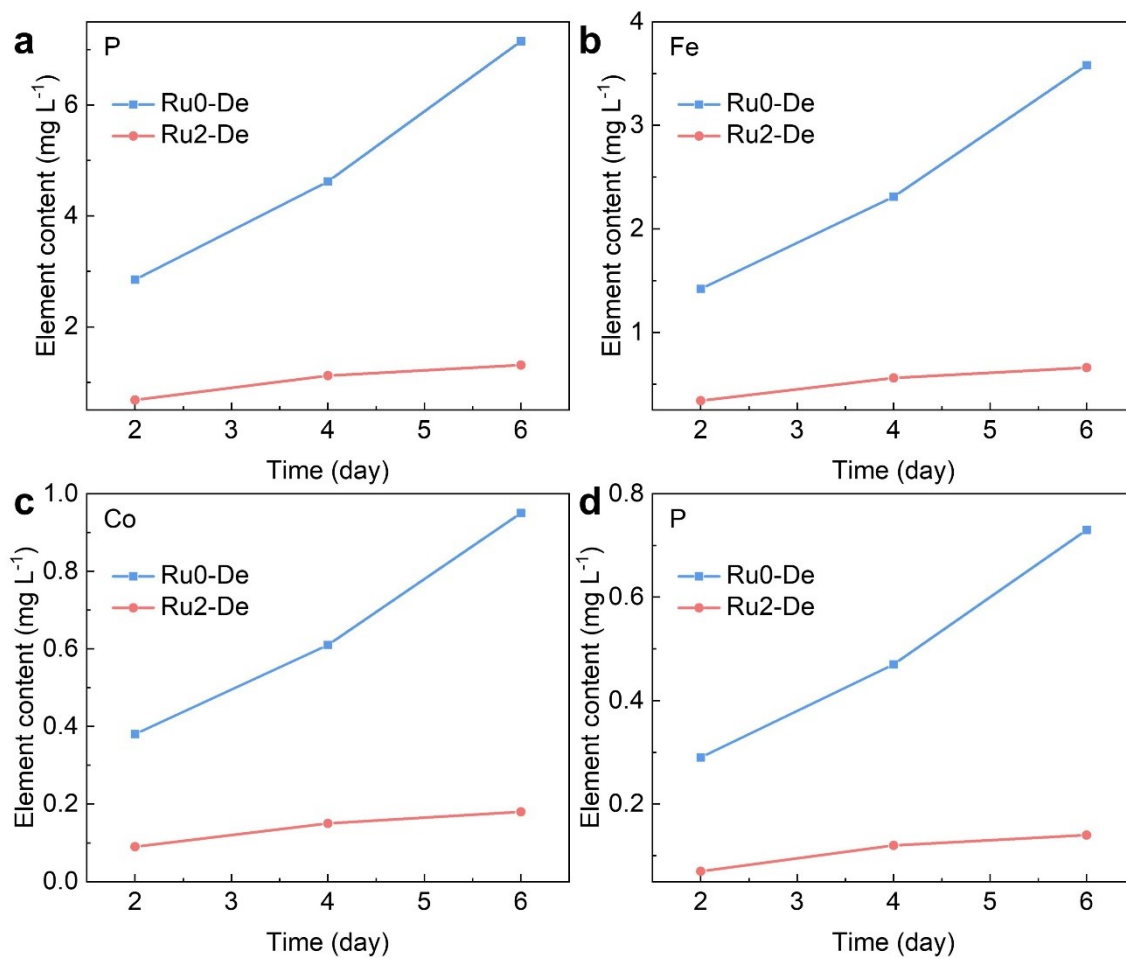 a
P
Ru0-De
Ru2-De
Element content (mg L⁻¹)
6
4
2
2 3 4 5 6
Time (day)
b
Fe
Ru0-De
Ru2-De
Element content (mg L⁻¹)
4
3
2
1
2 3 4 5 6
Time (day)
c
Co
Ru0-De
Ru2-De
Element content (mg L⁻¹)
1.0
0.8
0.6
0.4
0.2
0.0
2 3 4 5 6
Time (day)
d
P
Ru0-De
Ru2-De
Element content (mg L⁻¹)
0.8
0.6
0.4
0.2
2 3 4 5 6
Time (day)